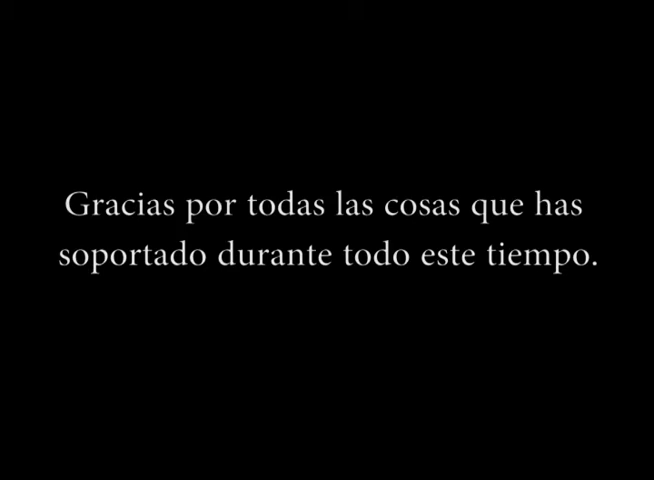 Gracias por todas las cosas que has
soportado durante todo este tiempo.